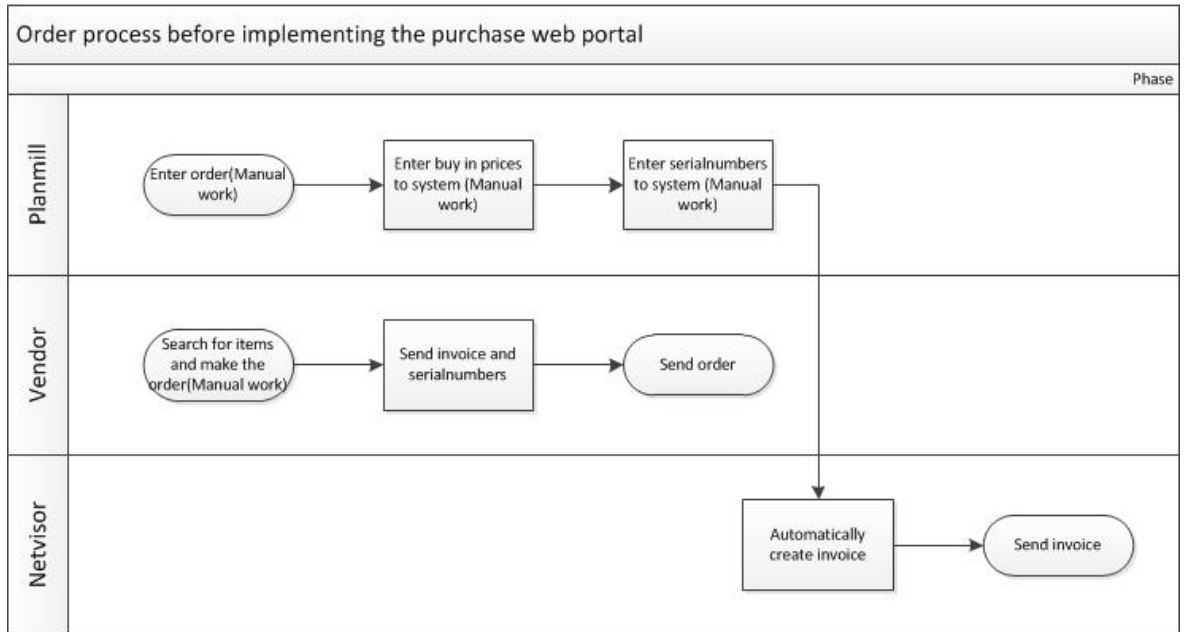 Order process before implementing the purchase web portal
Phase
Planmill
Enter order(Manual
work)
Enter buy in prices
to system (Manual
work)
Enter serialnumbers
to system (Manual
work)
Vendor
Search for items
and make the
order(Manual work)
Send invoice and
serialnumbers
Send order
Netvisor
Automatically
create invoice
Send invoice